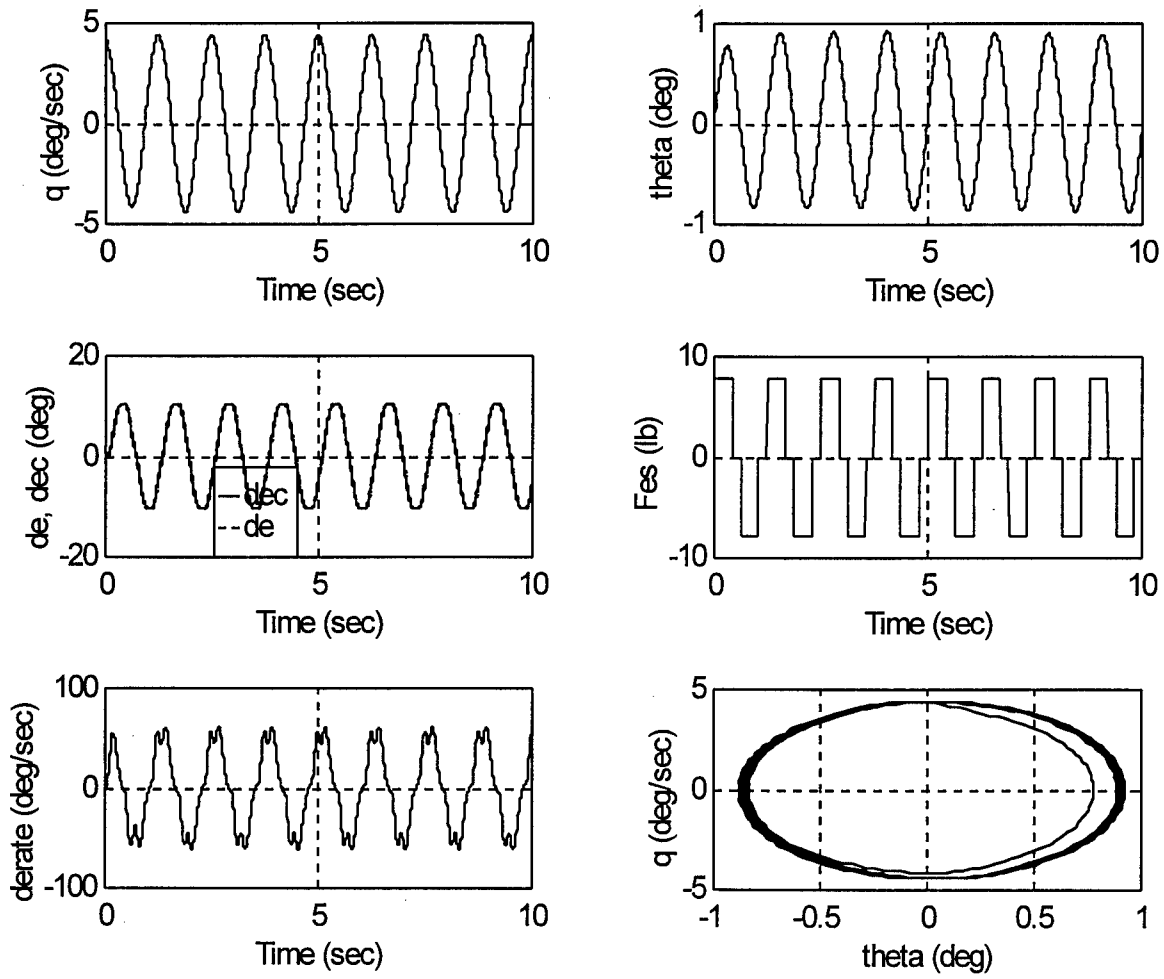 5
0
-5
q (deg/sec)
0
5
10
Time (sec)
1
0
-1
theta (deg)
0
5
10
Time (sec)
20
0
-20
de, dec (deg)
dec
de
0
5
10
Time (sec)
10
0
-10
Fes (lb)
0
5
10
Time (sec)
100
0
-100
derate (deg/sec)
0
5
10
Time (sec)
5
0
-5
q (deg/sec)
-1
-0.5
0
0.5
1
theta (deg)